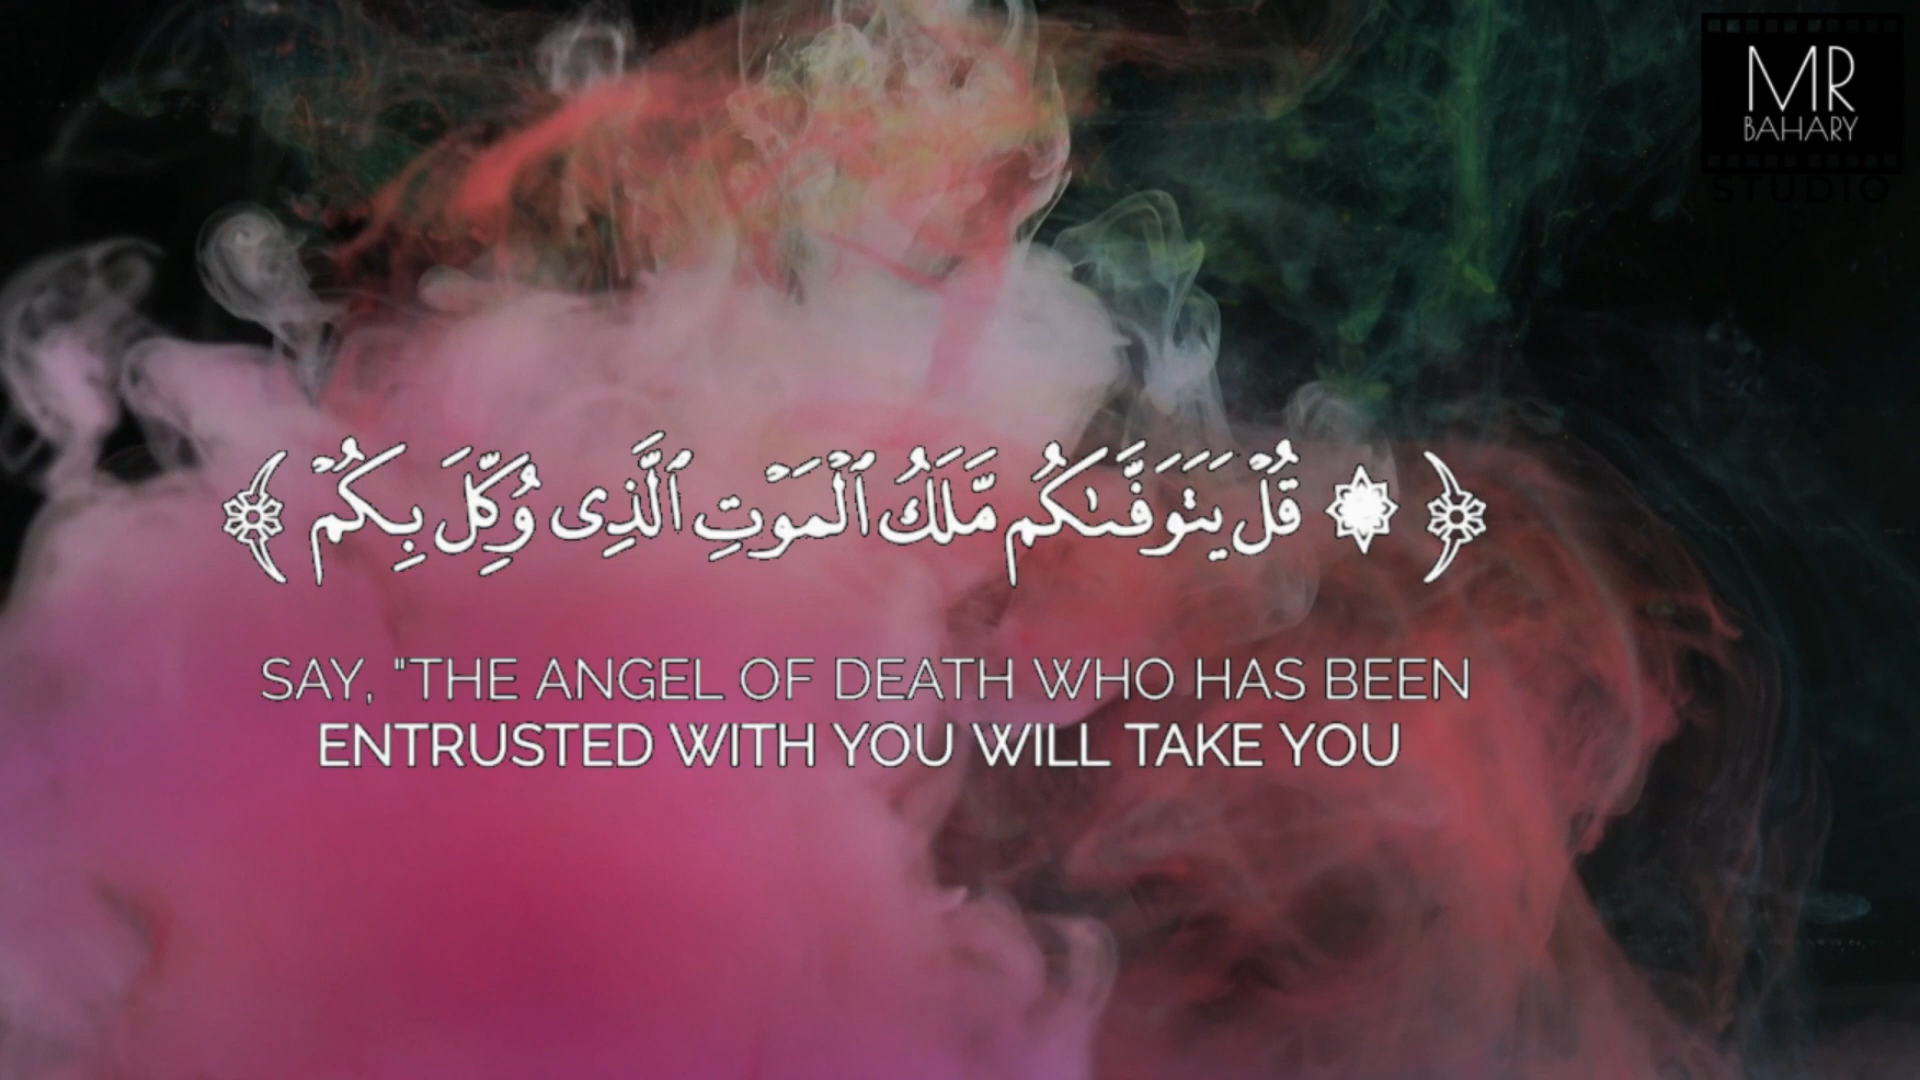 MR
BAHARY
STUDIO
﴿ ۞ قُلْ يَتَوَفَّىٰكُم مَّلَكُ ٱلْمَوْتِ ٱلَّذِى وُكِّلَ بِكُمْ ﴾
SAY, "THE ANGEL OF DEATH WHO HAS BEEN
ENTRUSTED WITH YOU WILL TAKE YOU